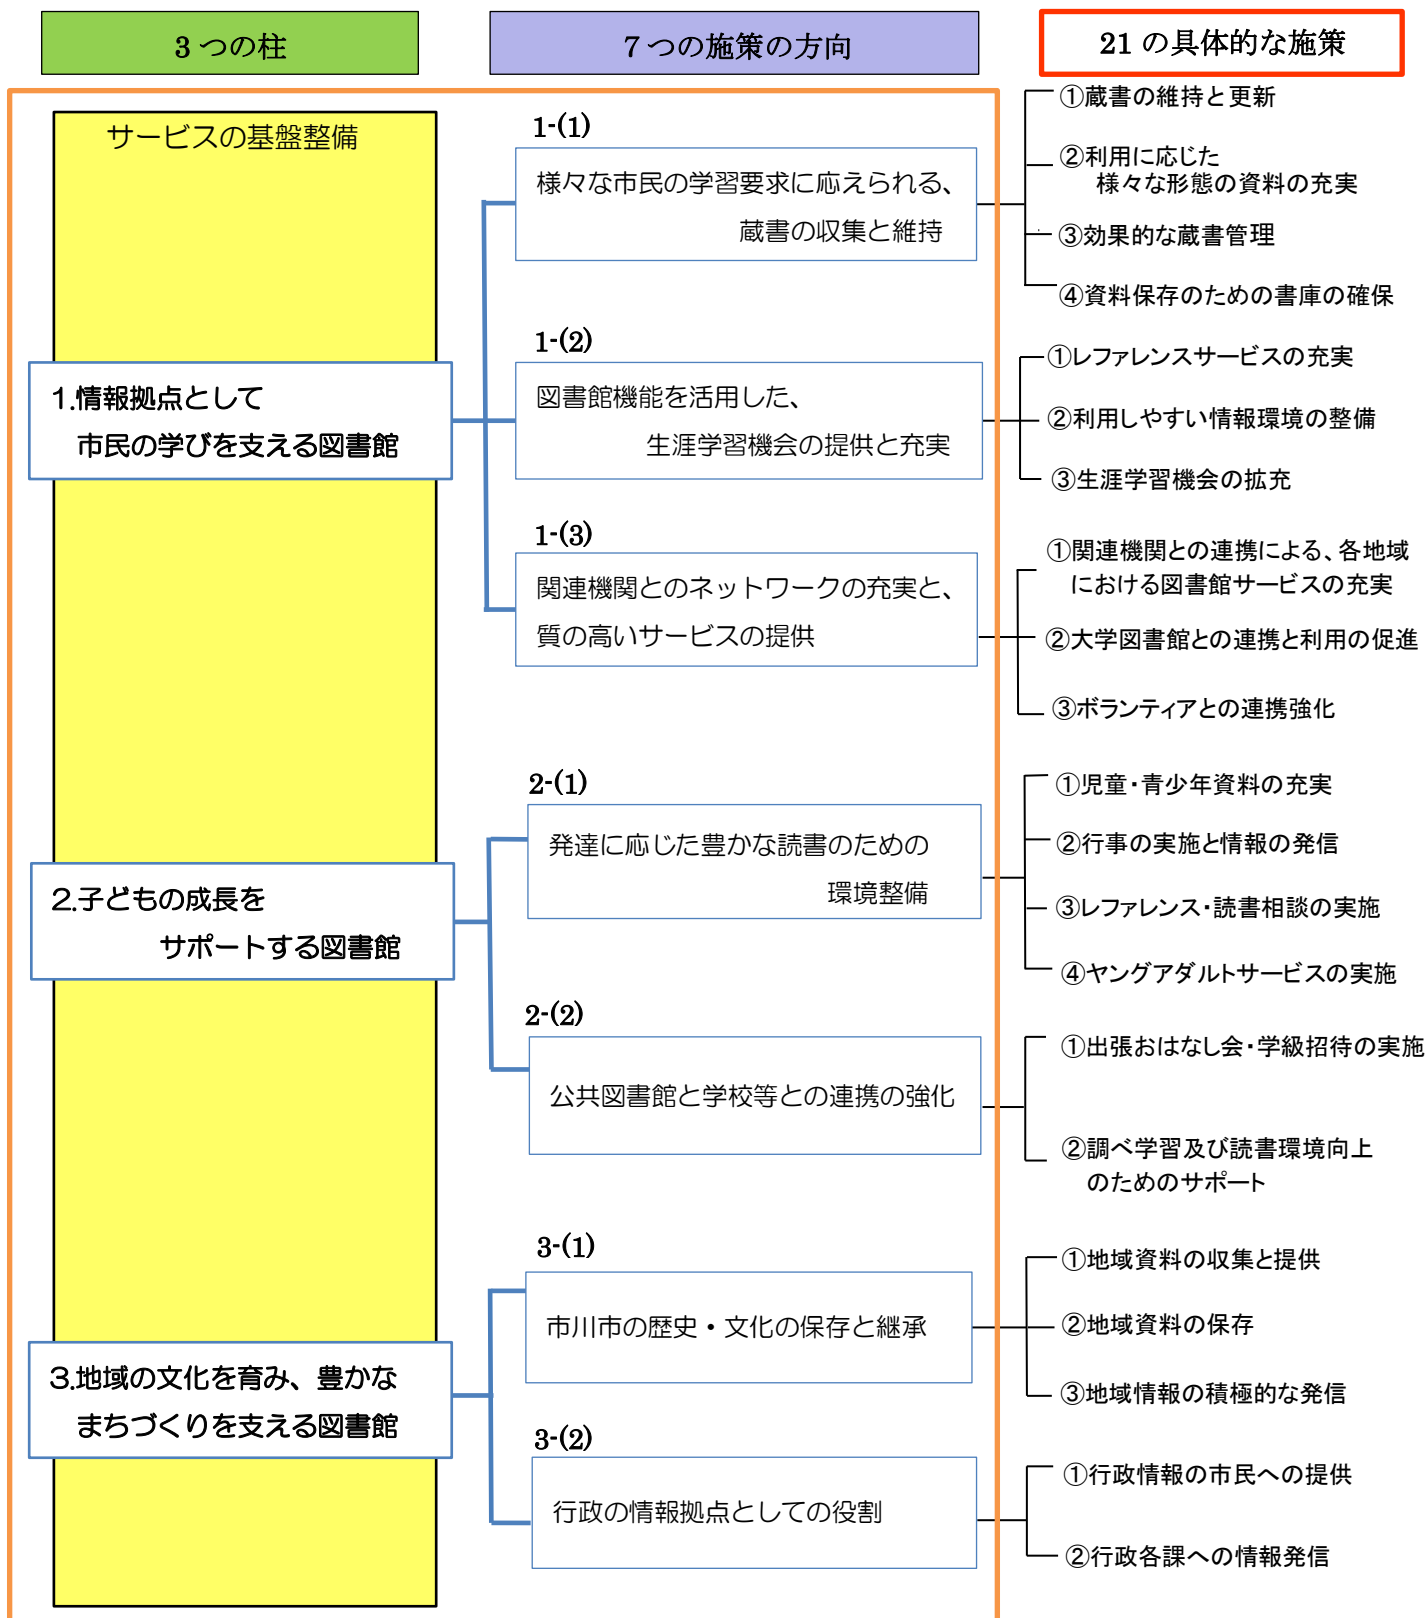 3つの柱
7つの施策の方向
21の具体的な施策
サービスの基盤整備
1.情報拠点として
市民の学びを支える図書館
1-(1)
様々な市民の学習要求に応えられる、
蔵書の収集と維持
①蔵書の維持と更新
②利用に応じた
様々な形態の資料の充実
③効果的な蔵書管理
④資料保存のための書庫の確保
1-(2)
図書館機能を活用した、
生涯学習機会の提供と充実
①レファレンスサービスの充実
②利用しやすい情報環境の整備
③生涯学習機会の拡充
1-(3)
関連機関とのネットワークの充実と、
質の高いサービスの提供
①関連機関との連携による、各地域
における図書館サービスの充実
②大学図書館との連携と利用の促進
③ボランティアとの連携強化
2.子どもの成長を
サポートする図書館
2-(1)
発達に応じた豊かな読書のための
環境整備
①児童・青少年資料の充実
②行事の実施と情報の発信
③レファレンス・読書相談の実施
④ヤングアダルトサービスの実施
2-(2)
公共図書館と学校等との連携の強化
①出張おはなし会・学級招待の実施
②調べ学習及び読書環境向上
のためのサポート
3.地域の文化を育み、豊かな
まちづくりを支える図書館
3-(1)
市川市の歴史・文化の保存と継承
①地域資料の収集と提供
②地域資料の保存
③地域情報の積極的な発信
3-(2)
行政の情報拠点としての役割
①行政情報の市民への提供
②行政各課への情報発信